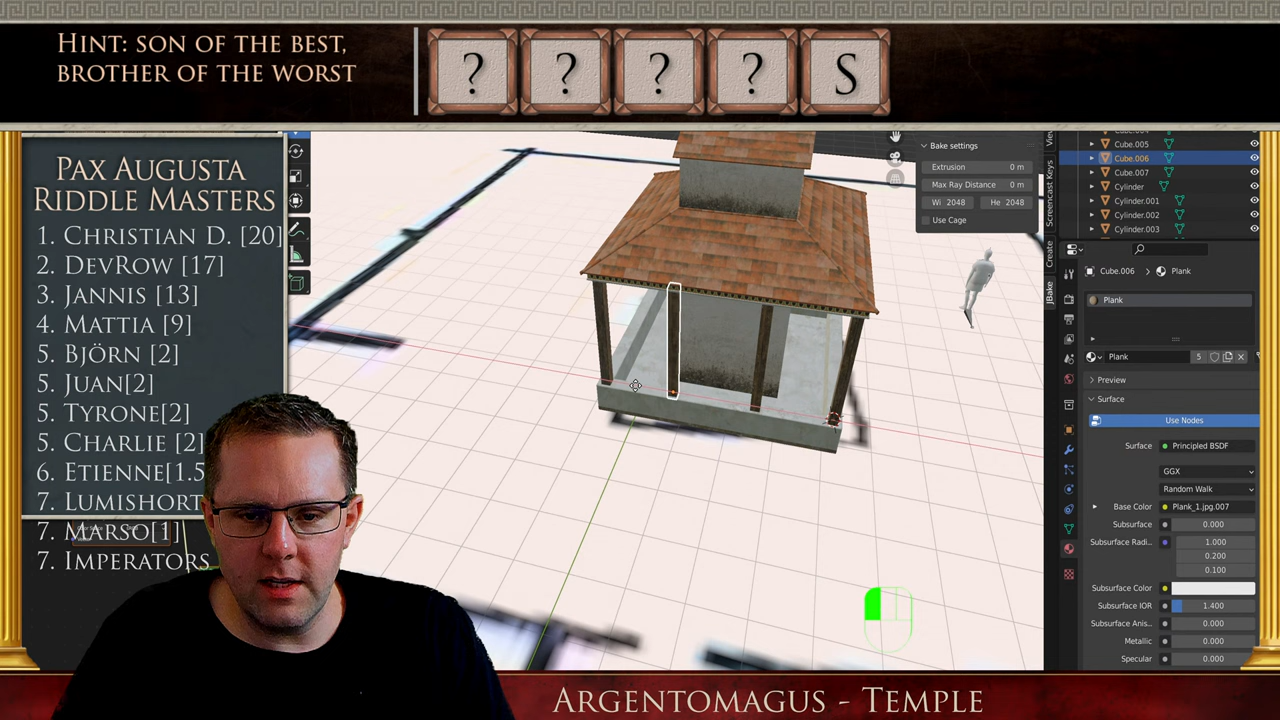 HINT: SON OF THE BEST,
BROTHER OF THE WORST
? ? ? ? S
PAX AUGUSTA
RIDDLE MASTERS
1. CHRISTIAN D. [20]
2. DEVROW [17]
3. JANNIS [13]
4. MATTIA [9]
5. BJÖRN [2]
5. JUAN[2]
5. TYRONE[2]
5. CHARLIE [2]
6. ETIENNE[1.5
7. LUMISHORT
7. MARSO[1]
7. IMPERATORS
Bake settings
Extrusion 0 m
Max Ray Distance 0 m
Wi 2048 He 2048
Use Cage
Screencast Keys
Create
JBake
Cube.005
Cube.006
Cube.007
Cylinder
Cylinder.001
Cylinder.002
Cylinder.003
Cube.006 Plank
Plank
Plank 5
Preview
Surface
Use Nodes
Surface Principled BSDF
GGX
Random Walk
Base Color Plank_1.jpg.007
Subsurface 0.000
Subsurface Radi... 1.000
0.200
0.100
Subsurface Color
Subsurface IOR 1.400
Subsurface Anis... 0.000
Metallic 0.000
Specular 0.000
ARGENTOMAGUS - TEMPLE